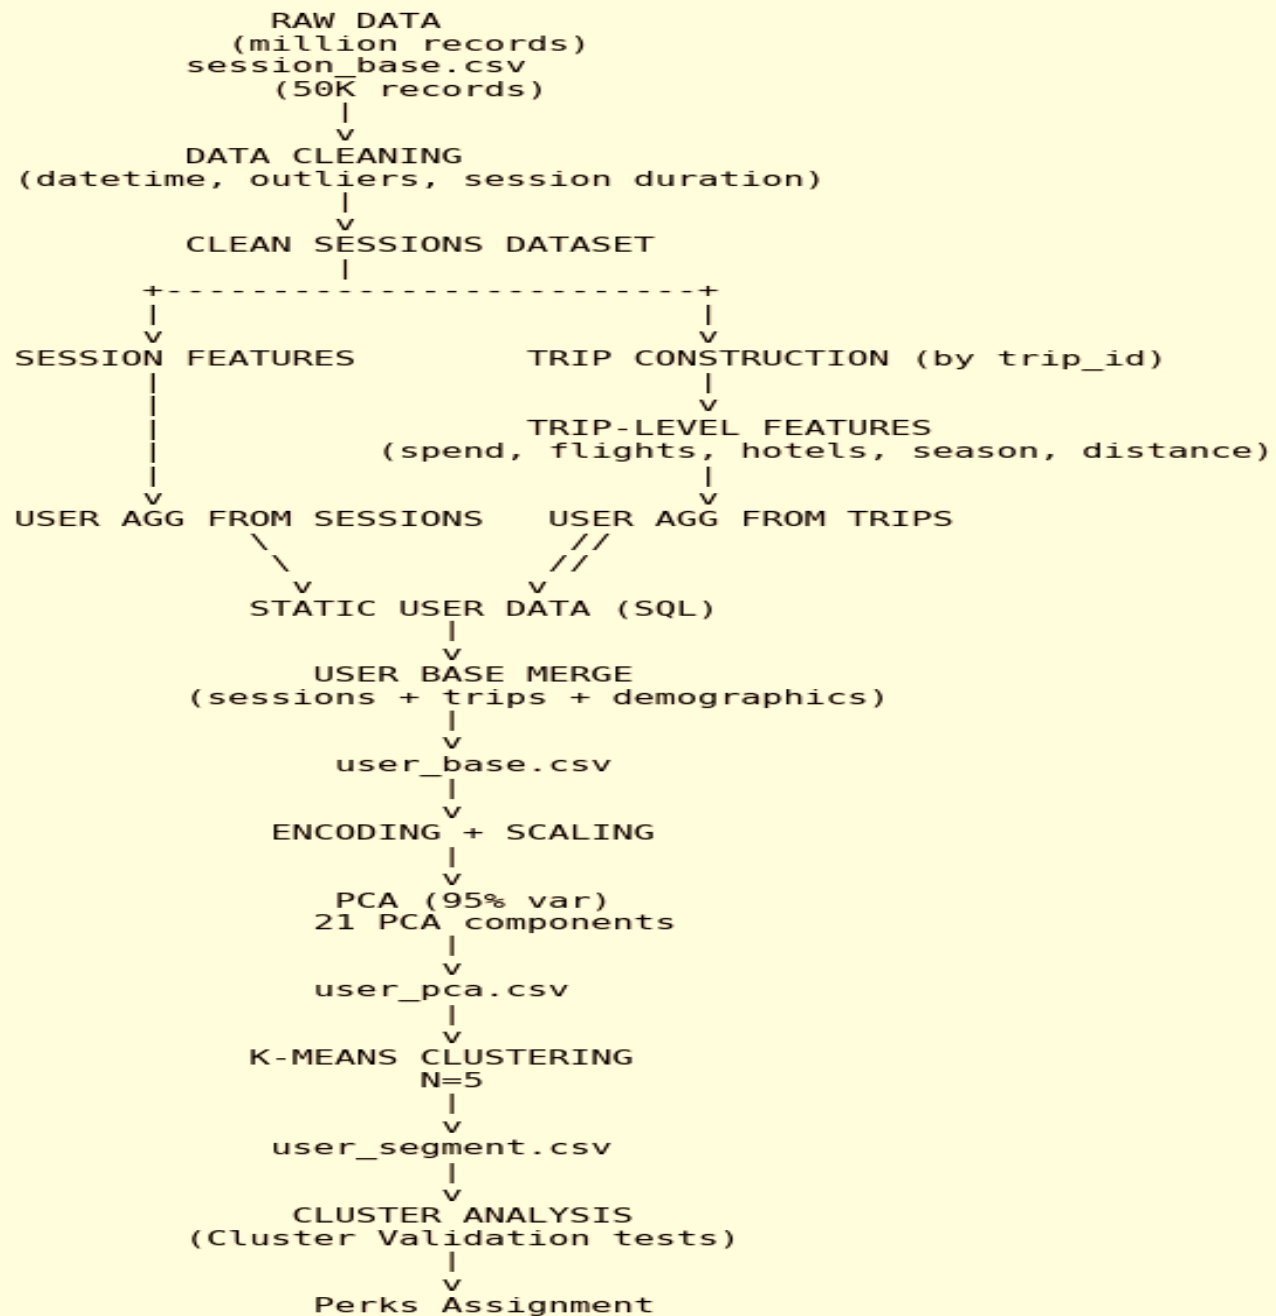 RAW DATA
(million records)
session_base.csv
(50K records)
|
v
DATA CLEANING
(datetime, outliers, session duration)
|
v
CLEAN SESSIONS DATASET
|
+-------------------------+
| |
v v
SESSION FEATURES TRIP CONSTRUCTION (by trip_id)
| |
| v
| TRIP-LEVEL FEATURES
| (spend, flights, hotels, season, distance)
| |
v v
USER AGG FROM SESSIONS USER AGG FROM TRIPS
\ //
\ //
v v
STATIC USER DATA (SQL)
|
v
USER BASE MERGE
(sessions + trips + demographics)
|
v
user_base.csv
|
v
ENCODING + SCALING
|
v
PCA (95% var)
21 PCA components
|
v
user_pca.csv
|
v
K-MEANS CLUSTERING
N=5
|
v
user_segment.csv
|
v
CLUSTER ANALYSIS
(Cluster Validation tests)
|
v
Perks Assignment